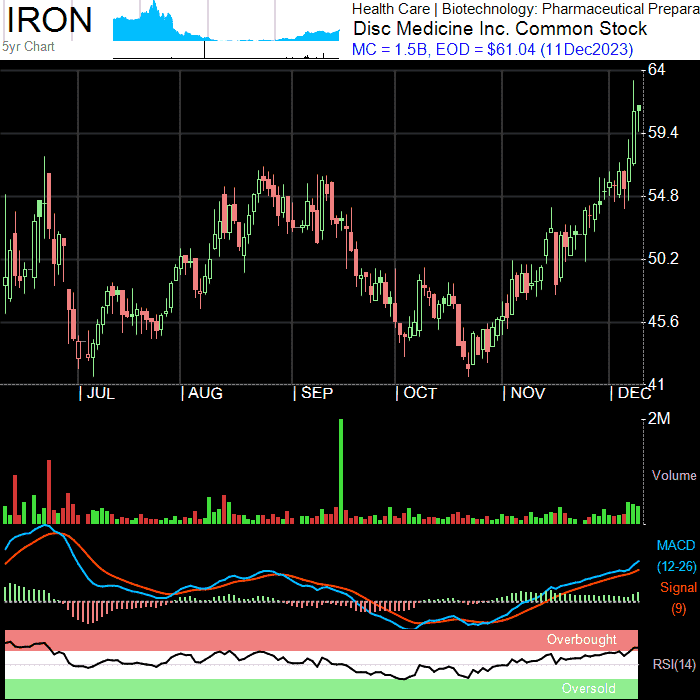 IRON
5yr Chart
Health Care | Biotechnology: Pharmaceutical Prepara
Disc Medicine Inc. Common Stock
MC = 1.5B, EOD = $61.04 (11Dec2023)
64
59.4
54.8
50.2
45.6
41
| JUL | AUG | SEP | OCT | NOV | DEC
2M
Volume
MACD
(12-26)
Signal
(9)
Overbought
RSI(14)
Oversold